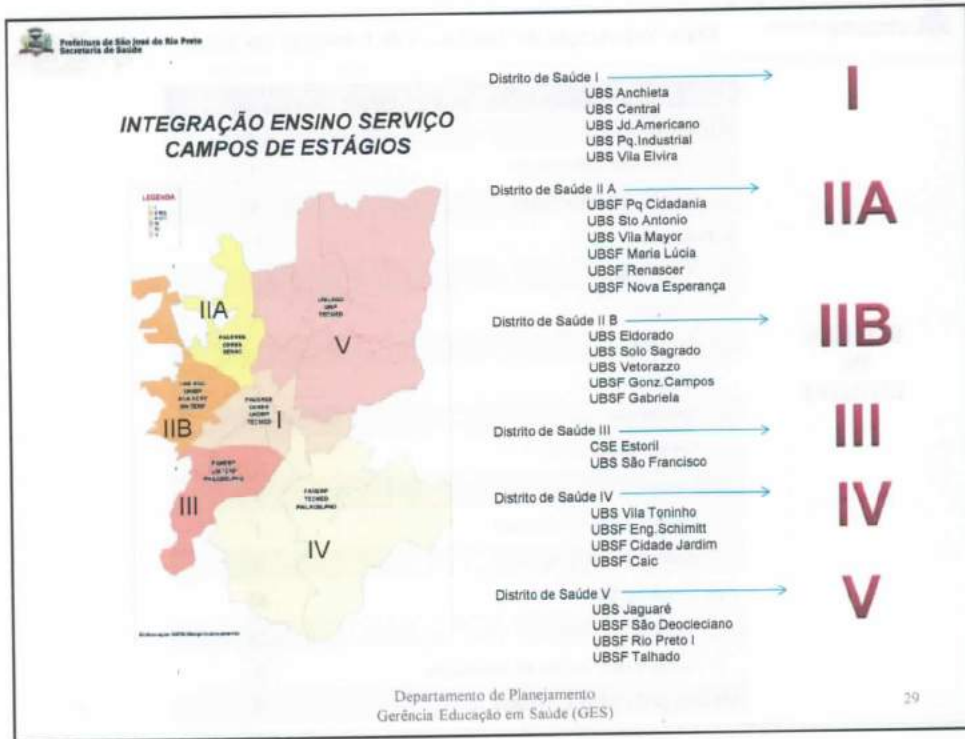 Prefeitura de São José do Rio Preto
Secretaria de Saúde
INTEGRAÇÃO ENSINO SERVIÇO
CAMPOS DE ESTÁGIOS
LEGENDA
IIA
V
I
IIB
III
IV
Distrito de Saúde I
UBS Anchieta
UBS Central
UBS Jd.Americano
UBS Pq.Industrial
UBS Vila Elvira
I
Distrito de Saúde II A
UBSF Pq Cidadania
UBS Sto Antonio
UBS Vila Mayor
UBSF Maria Lúcia
UBSF Renascer
UBSF Nova Esperança
IIA
Distrito de Saúde II B
UBS Eldorado
UBS Solo Sagrado
UBS Vetorazzo
UBSF Gonz.Campos
UBSF Gabriela
IIB
Distrito de Saúde III
CSE Estoril
UBS São Francisco
III
Distrito de Saúde IV
UBS Vila Toninho
UBSF Eng.Schimitt
UBSF Cidade Jardim
UBSF Caic
IV
Distrito de Saúde V
UBS Jaguaré
UBSF São Deocleciano
UBSF Rio Preto I
UBSF Talhado
V
Departamento de Planejamento
Gerência Educação em Saúde (GES)
29